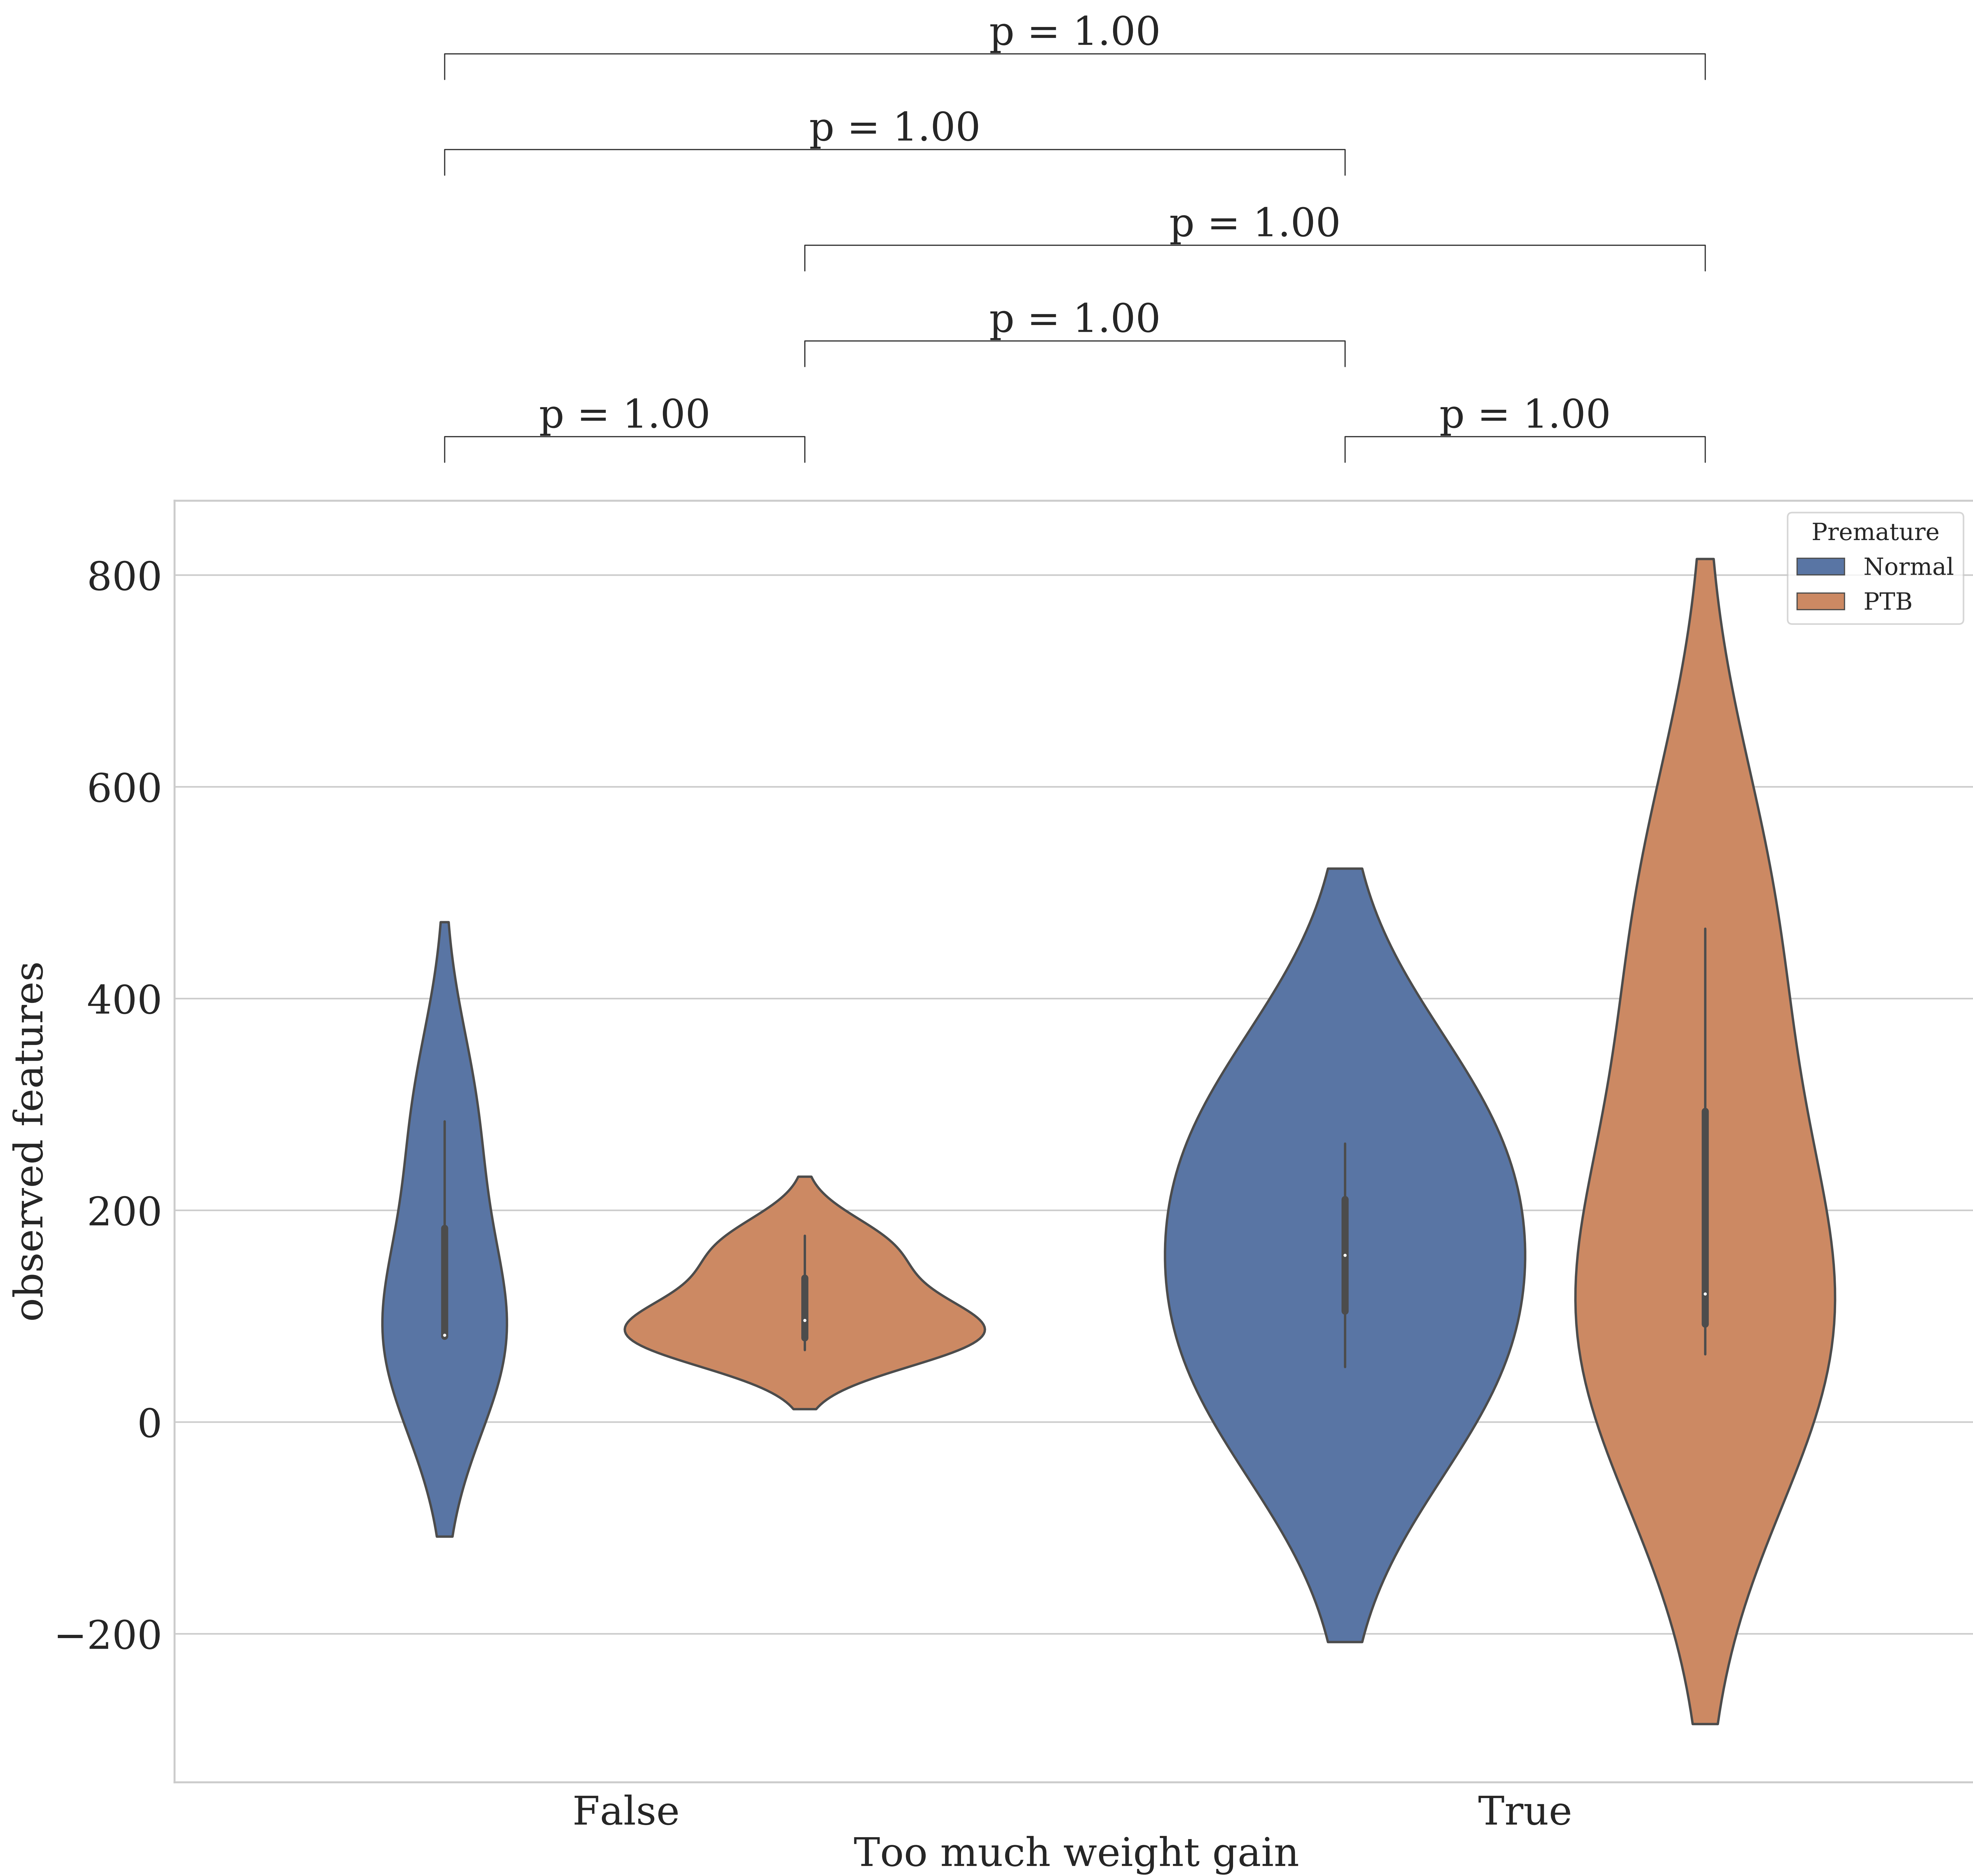 p = 1.00
p = 1.00
p = 1.00
p = 1.00
p = 1.00 p = 1.00
Premature
Normal
PTB
800
600
400
200
0
−200
observed features
False True
Too much weight gain